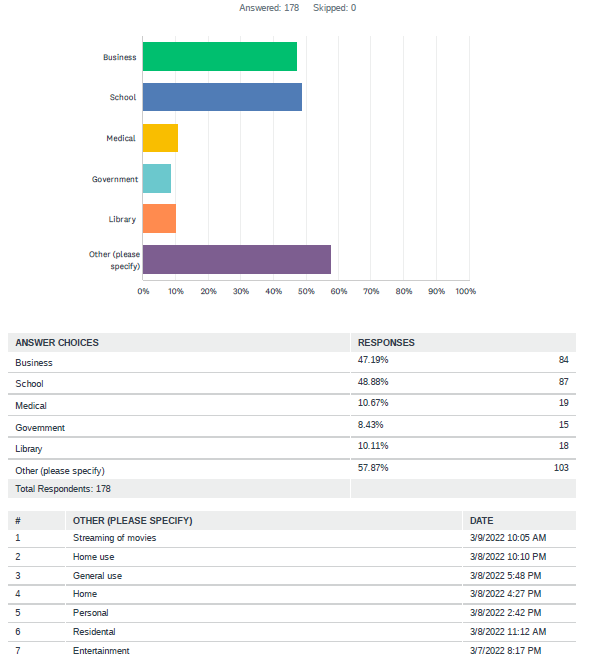 Answered: 178 Skipped: 0
Business
School
Medical
Government
Library
Other (please
specify)
0% 10% 20% 30% 40% 50% 60% 70% 80% 90% 100%
ANSWER CHOICES RESPONSES
Business 47.19% 84
School 48.88% 87
Medical 10.67% 19
Government 8.43% 15
Library 10.11% 18
Other (please specify) 57.87% 103
Total Respondents: 178
# OTHER (PLEASE SPECIFY) DATE
1 Streaming of movies 3/9/2022 10:05 AM
2 Home use 3/8/2022 10:10 PM
3 General use 3/8/2022 5:48 PM
4 Home 3/8/2022 4:27 PM
5 Personal 3/8/2022 2:42 PM
6 Residental 3/8/2022 11:12 AM
7 Entertainment 3/7/2022 8:17 PM